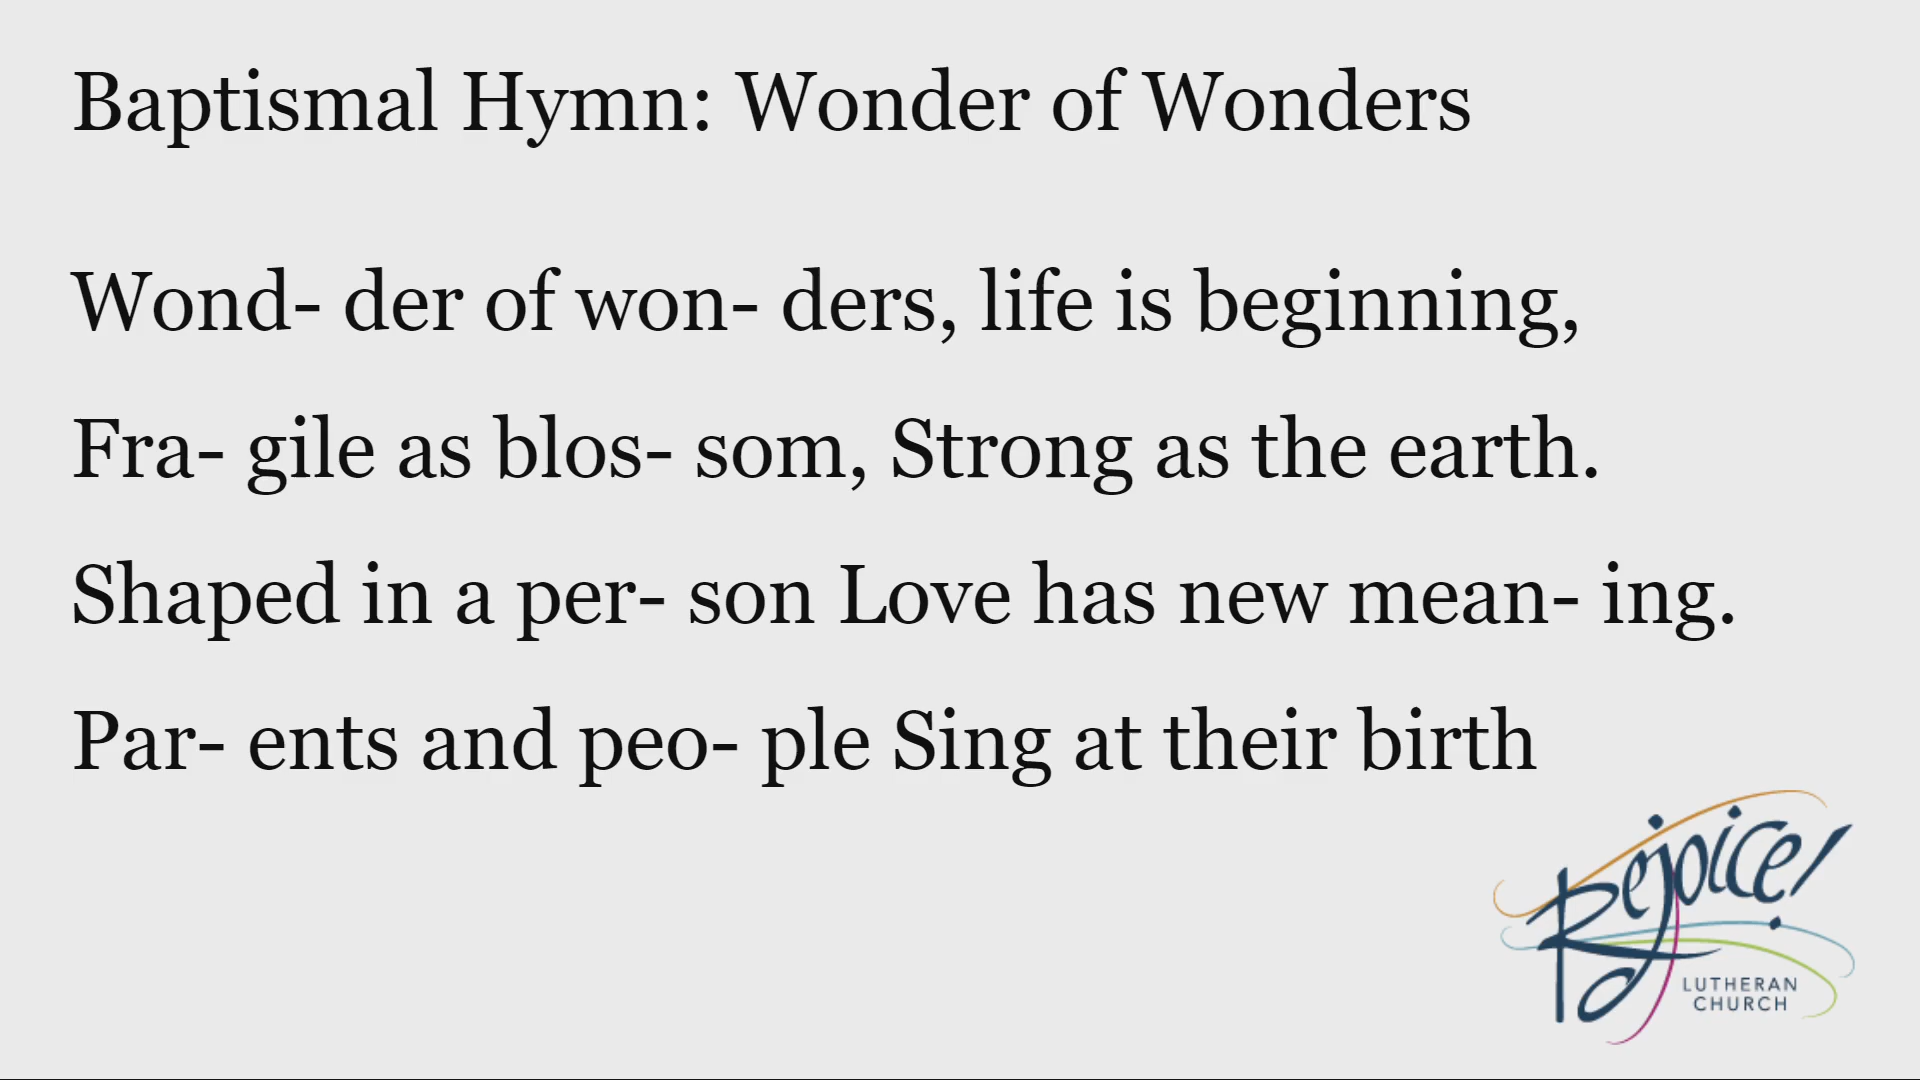 Baptismal Hymn: Wonder of Wonders
Wond- der of won- ders, life is beginning,
Fra- gile as blos- som, Strong as the earth.
Shaped in a per- son Love has new mean- ing.
Par- ents and peo- ple Sing at their birth
Rejoice!
LUTHERAN
CHURCH